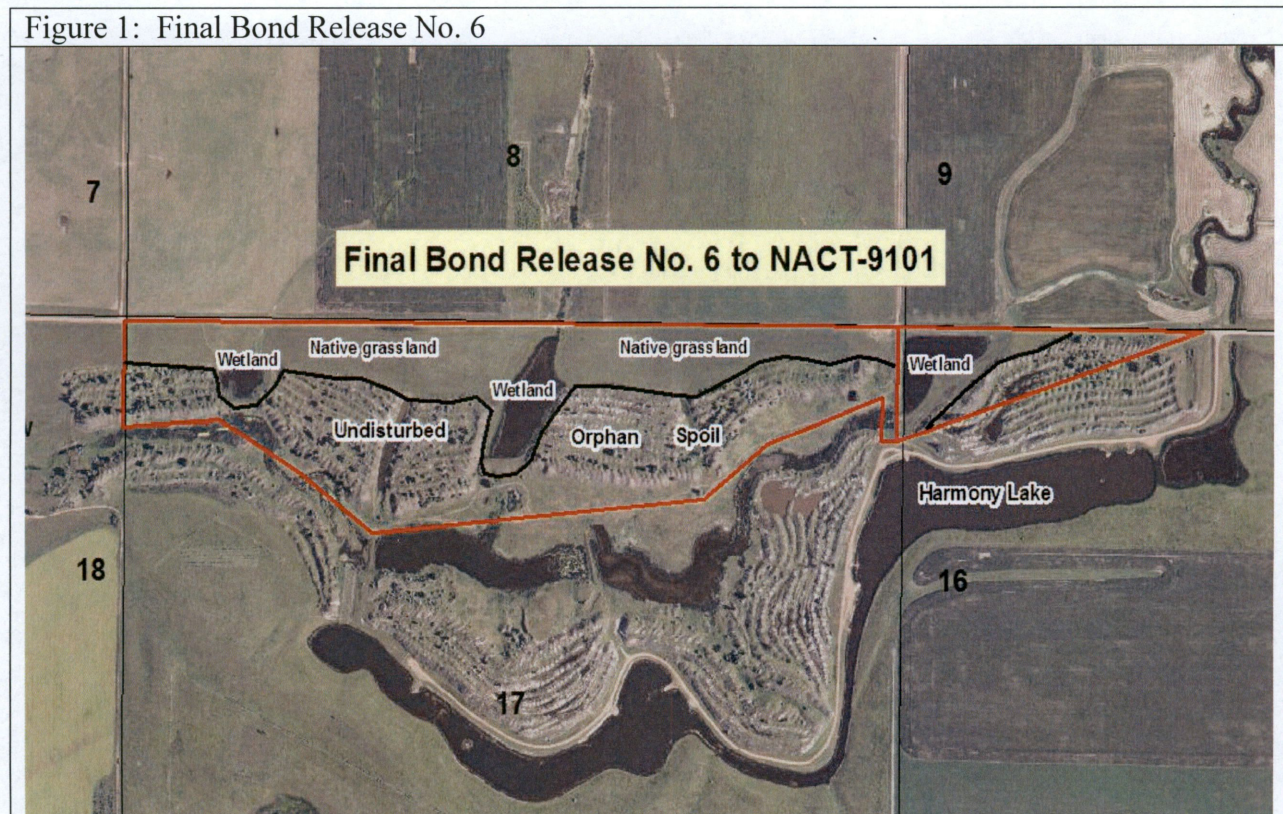 Figure 1: Final Bond Release No. 6
8
7
9
Final Bond Release No. 6 to NACT-9101
Wetland
Native grassland
Native grassland
Wetland
Wetland
Undisturbed
Orphan Spoil
Harmony Lake
18
16
17